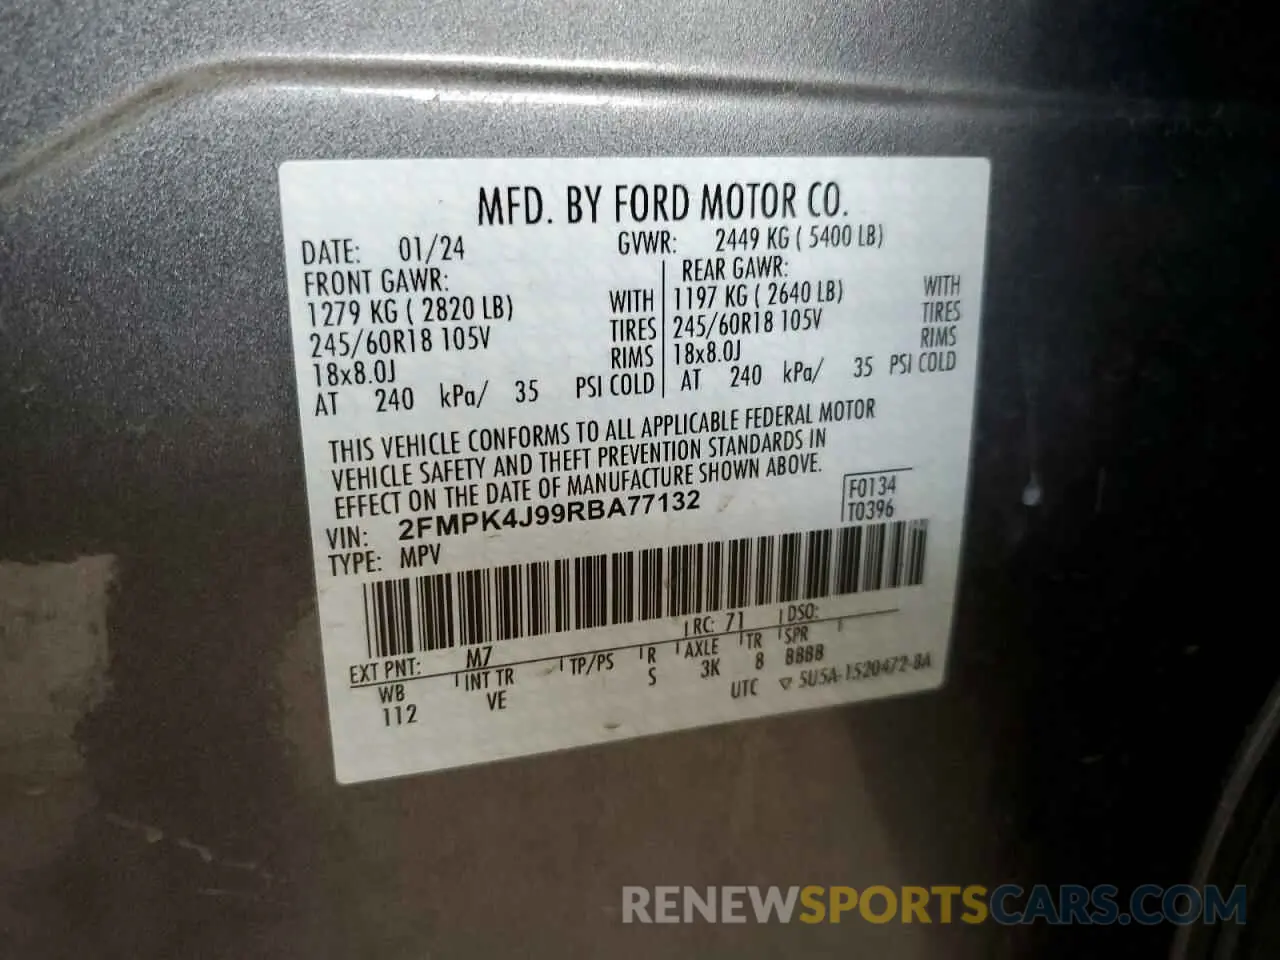 MFD. BY FORD MOTOR CO.
DATE: 01/24 GVWR: 2449 KG ( 5400 LB)
FRONT GAWR: REAR GAWR:
1279 KG ( 2820 LB) WITH 1197 KG ( 2640 LB) WITH
245/60R18 105V TIRES 245/60R18 105V TIRES
18x8.0J RIMS 18x8.0J RIMS
AT 240 kPa/ 35 PSI COLD AT 240 kPa/ 35 PSI COLD
THIS VEHICLE CONFORMS TO ALL APPLICABLE FEDERAL MOTOR
VEHICLE SAFETY AND THEFT PREVENTION STANDARDS IN
EFFECT ON THE DATE OF MANUFACTURE SHOWN ABOVE.
VIN: 2FMPK4J99RBA77132 F0134
TYPE: MPV T0396
EXT PNT: M7 RC: 71 DSO:
WB INT TR TP/PS R AXLE TR SPR
112 VE S 3K 8 BBBB
UTC ▽ 5U5A-1520472-BA
RENEWSPORTSCARS.COM